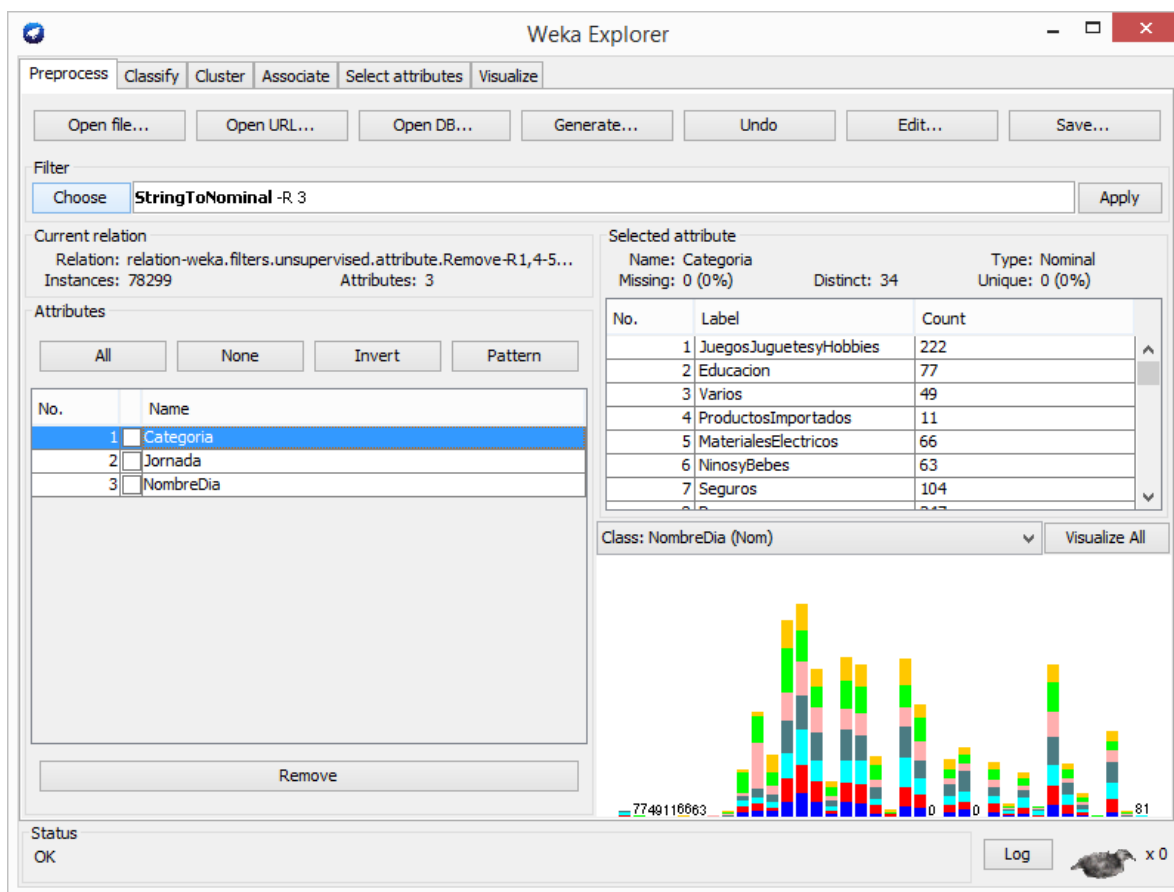 Weka Explorer
Preprocess Classify Cluster Associate Select attributes Visualize
Open file... Open URL... Open DB... Generate... Undo Edit... Save...
Filter
Choose StringToNominal -R 3 Apply
Current relation
Relation: relation-weka.filters.unsupervised.attribute.Remove-R1,4-5...
Instances: 78299 Attributes: 3
Attributes
All None Invert Pattern
No. Name
1 Categoria
2 Jornada
3 NombreDia
Remove
Selected attribute
Name: Categoria Type: Nominal
Missing: 0 (0%) Distinct: 34 Unique: 0 (0%)
No. Label Count
1 JuegosJuguetesyHobbies 222
2 Educacion 77
3 Varios 49
4 ProductosImportados 11
5 MaterialesElectricos 66
6 NinosyBebes 63
7 Seguros 104
Class: NombreDia (Nom) Visualize All
7749116663 0 0 81
Status
OK
Log x 0